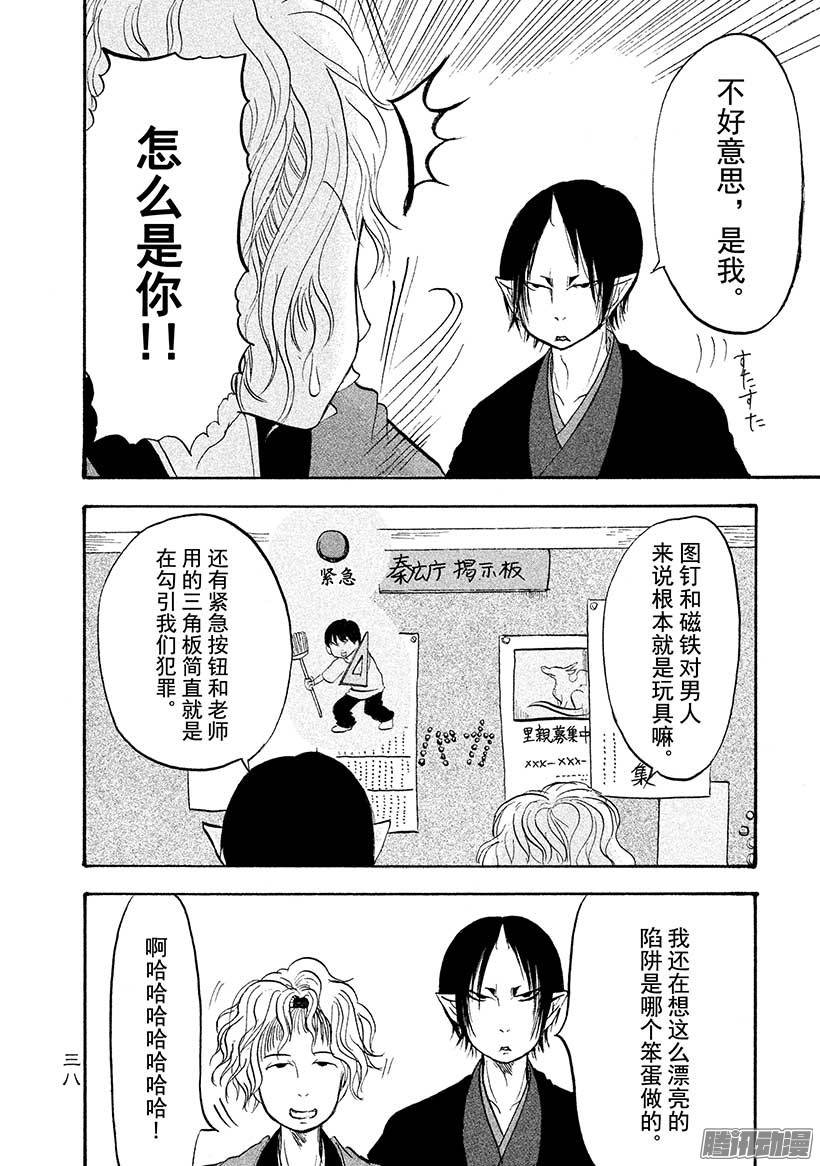 不好意思，是我。
すたすた
怎么是你!!
图钉和磁铁对男人
来说根本就是玩具嘛。
秦広庁 掲示板
里親募集中
xxx-xxx-
集
紧急
还有紧急按钮和老师
用的三角板简直就是
在勾引我们犯罪。
我还在想这么漂亮的
陷阱是哪个笨蛋做的。
啊哈哈哈哈哈哈哈！
三八
腾讯动漫